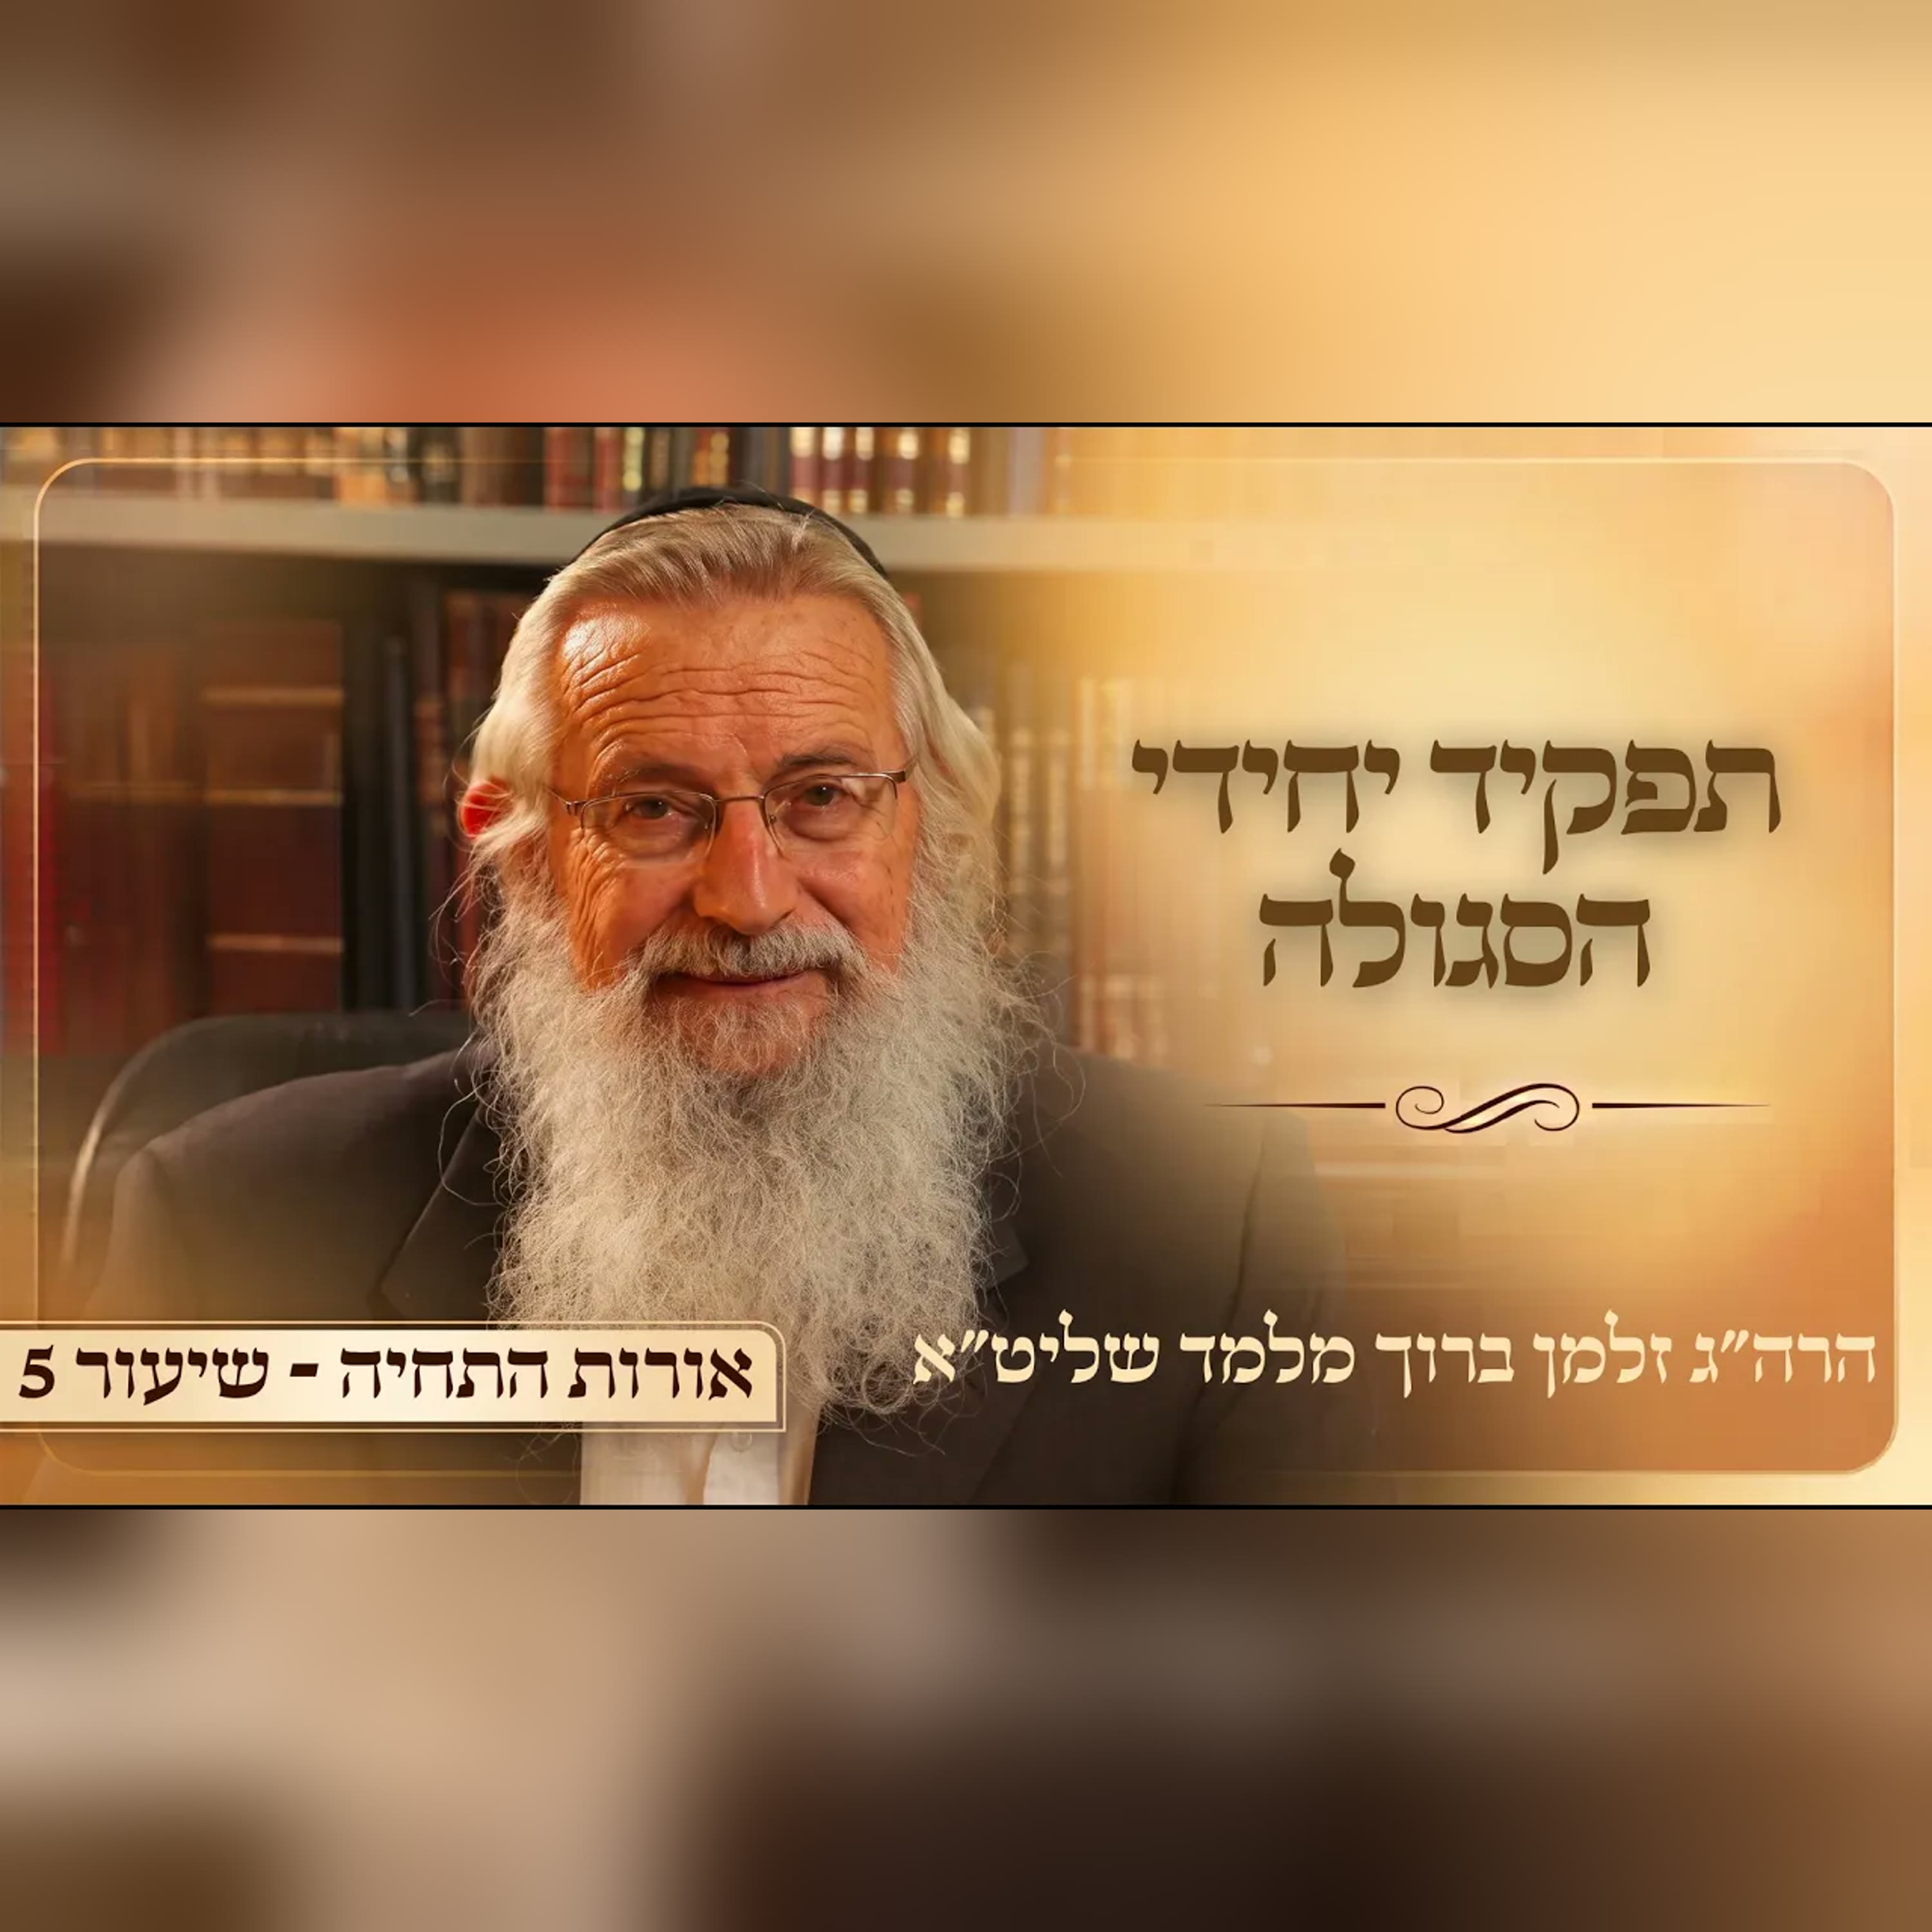 תפקיד יחידי
הסגולה
הרה"ג זלמן ברוך מלמד שליט"א
אורות התחיה - שיעור 5